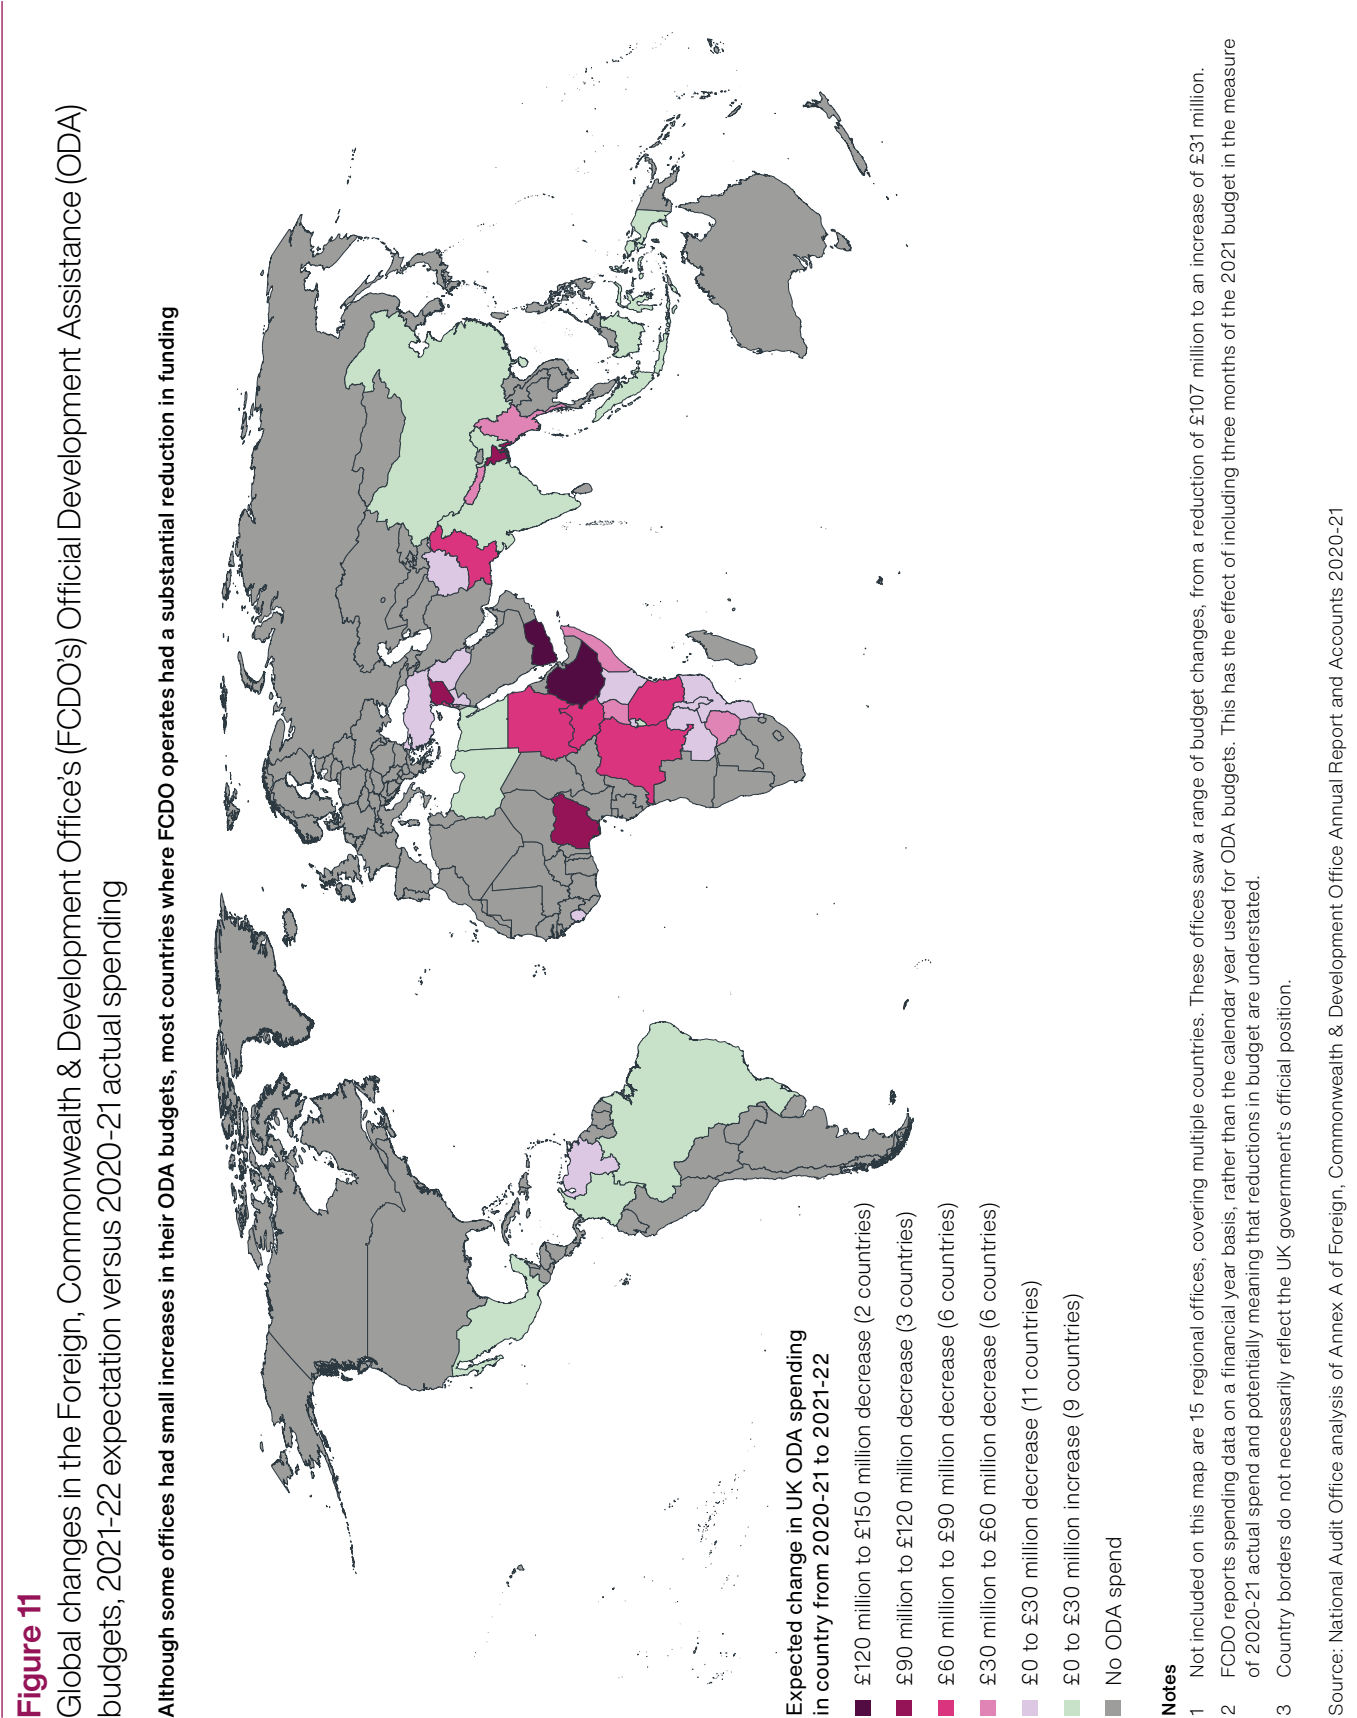 Figure 11
Global changes in the Foreign, Commonwealth & Development Office's (FCDO's) Official Development Assistance (ODA)
budgets, 2021-22 expectation versus 2020-21 actual spending
Although some offices had small increases in their ODA budgets, most countries where FCDO operates had a substantial reduction in funding
Expected change in UK ODA spending
in country from 2020-21 to 2021-22
£120 million to £150 million decrease (2 countries)
£90 million to £120 million decrease (3 countries)
£60 million to £90 million decrease (6 countries)
£30 million to £60 million decrease (6 countries)
£0 to £30 million decrease (11 countries)
£0 to £30 million increase (9 countries)
No ODA spend
Notes
1 Not included on this map are 15 regional offices, covering multiple countries. These offices saw a range of budget changes, from a reduction of £107 million to an increase of £31 million.
2 FCDO reports spending data on a financial year basis, rather than the calendar year used for ODA budgets. This has the effect of including three months of the 2021 budget in the measure
of 2020-21 actual spend and potentially meaning that reductions in budget are understated.
3 Country borders do not necessarily reflect the UK government's official position.
Source: National Audit Office analysis of Annex A of Foreign, Commonwealth & Development Office Annual Report and Accounts 2020-21